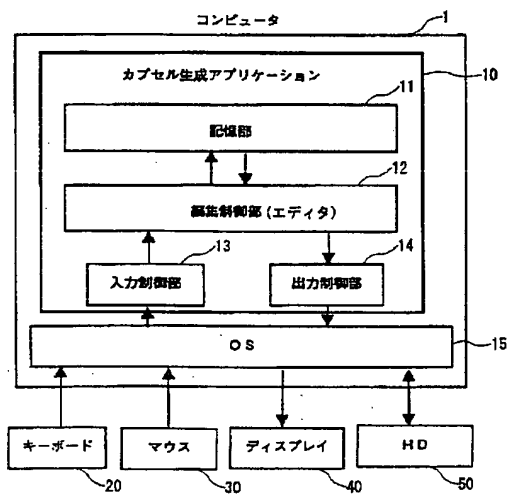 コンピュータ
1
カプセル生成アプリケーション
10
11
記憶部
12
編集制御部(エディタ)
13
14
入力制御部
出力制御部
OS
15
キーボード
マウス
ディスプレイ
HD
20
30
40
50